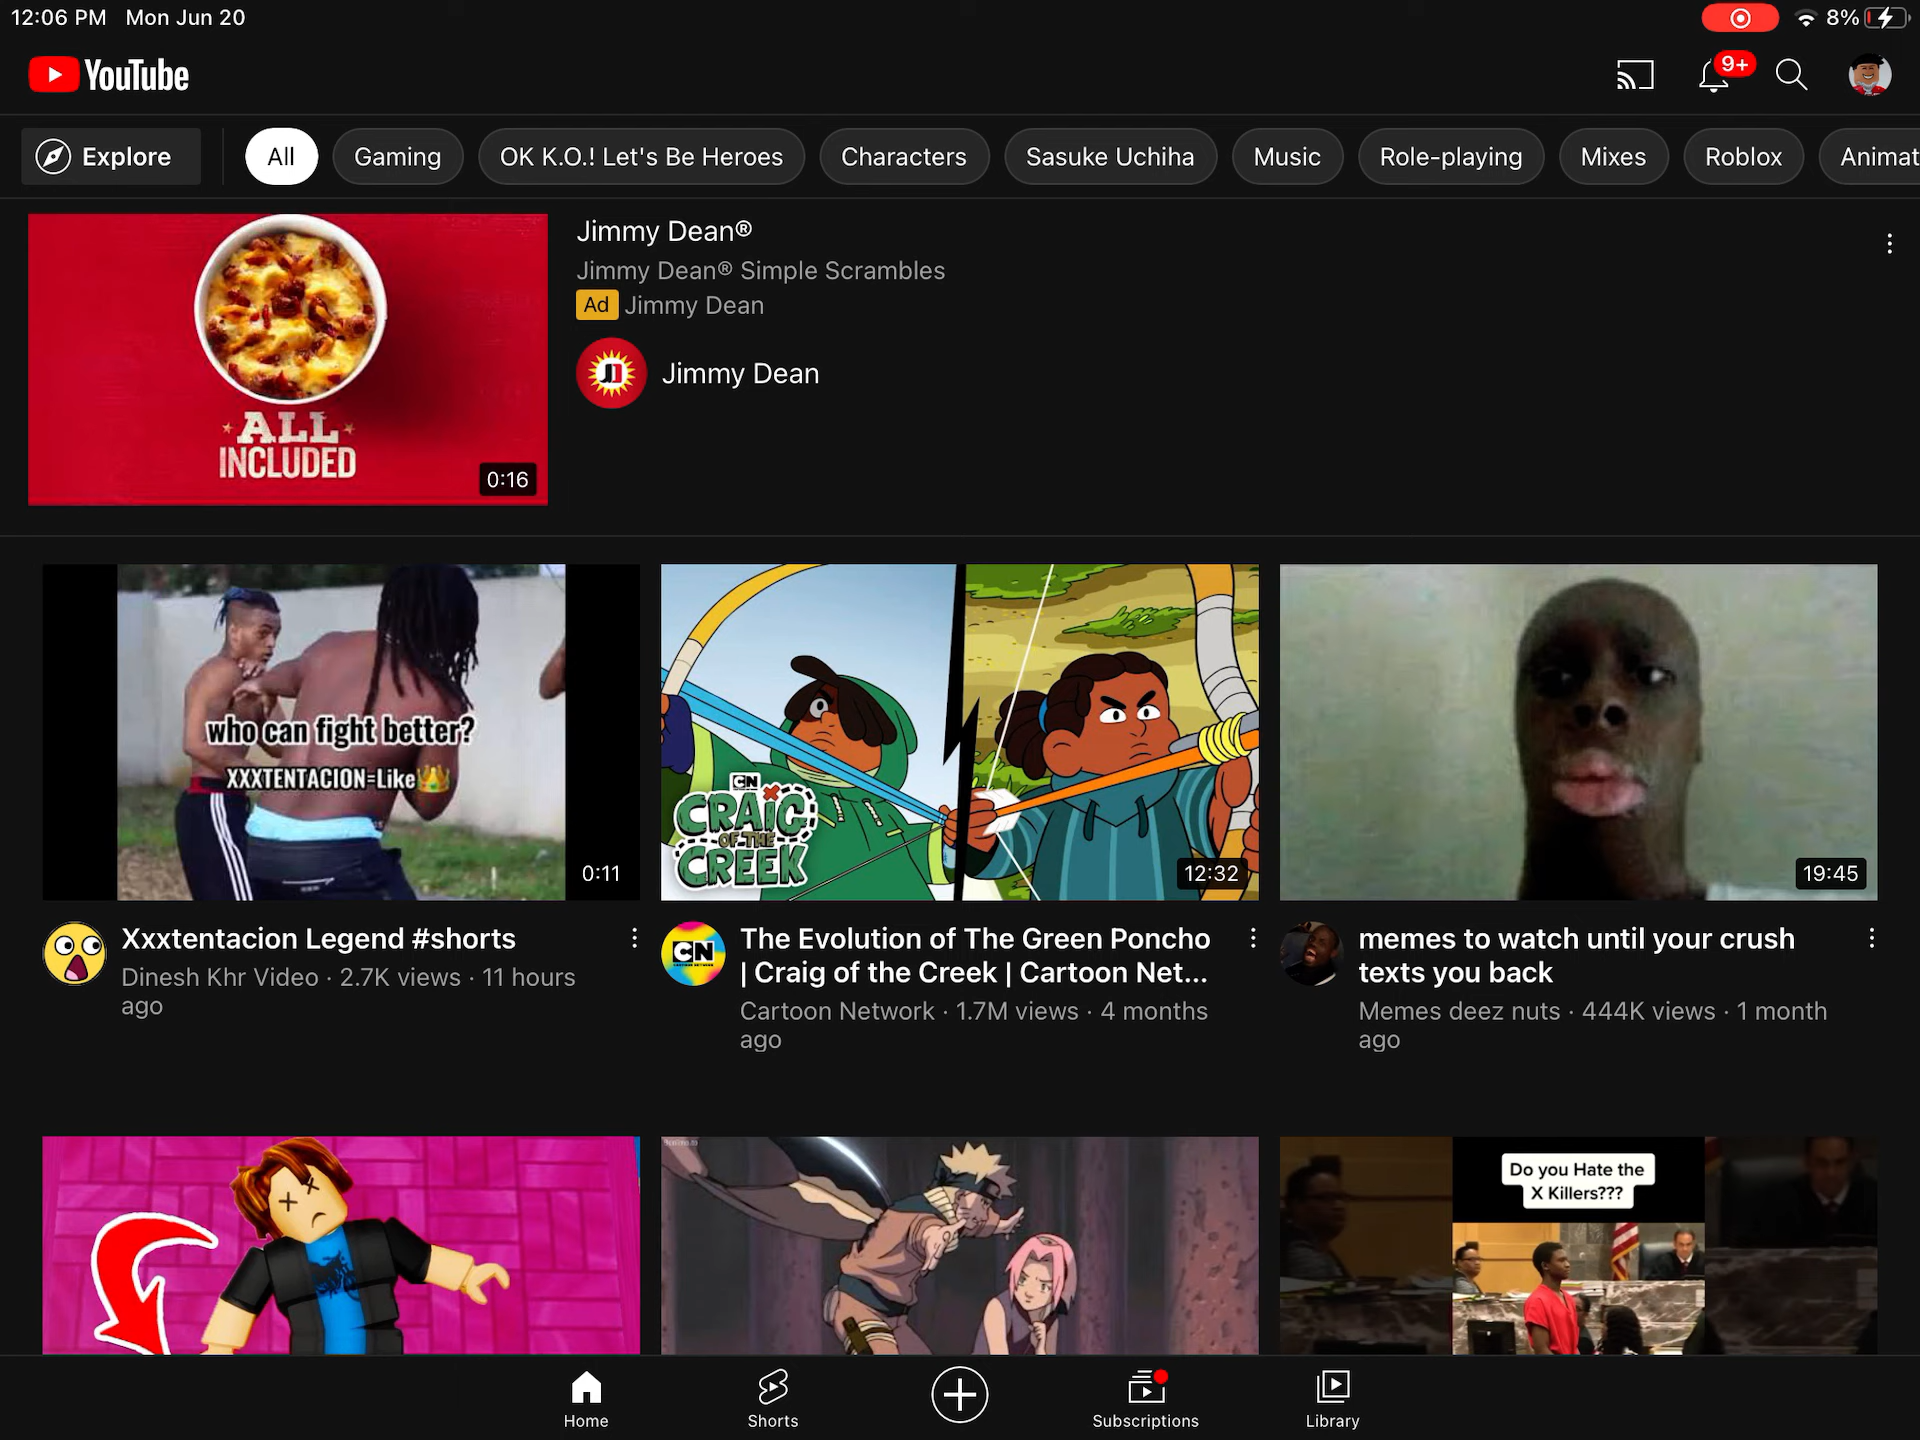 12:06 PM Mon Jun 20
8%
YouTube
9+
Explore
All
Gaming
OK K.O.! Let's Be Heroes
Characters
Sasuke Uchiha
Music
Role-playing
Mixes
Roblox
Animat
ALL
INCLUDED
0:16
Jimmy Dean®
Jimmy Dean® Simple Scrambles
Ad Jimmy Dean
Jimmy Dean
who can fight better?
XXXTENTACION=Like
0:11
CN
CRAIG
OF THE
CREEK
12:32
19:45
Xxxtentacion Legend #shorts
Dinesh Khr Video · 2.7K views · 11 hours
ago
CN
The Evolution of The Green Poncho
| Craig of the Creek | Cartoon Net...
Cartoon Network · 1.7M views · 4 months
ago
memes to watch until your crush
texts you back
Memes deez nuts · 444K views · 1 month
ago
Do you Hate the
X Killers???
Home
Shorts
Subscriptions
Library